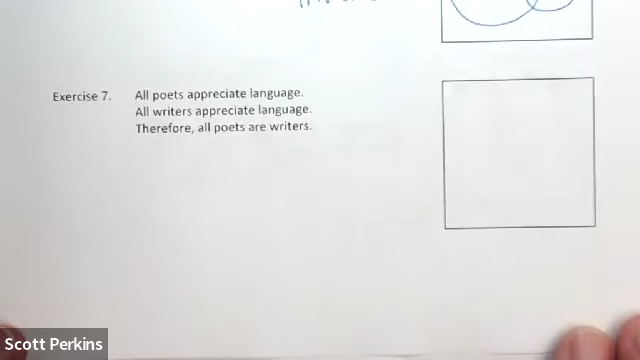 Exercise 7. All poets appreciate language.
All writers appreciate language.
Therefore, all poets are writers.
Scott Perkins